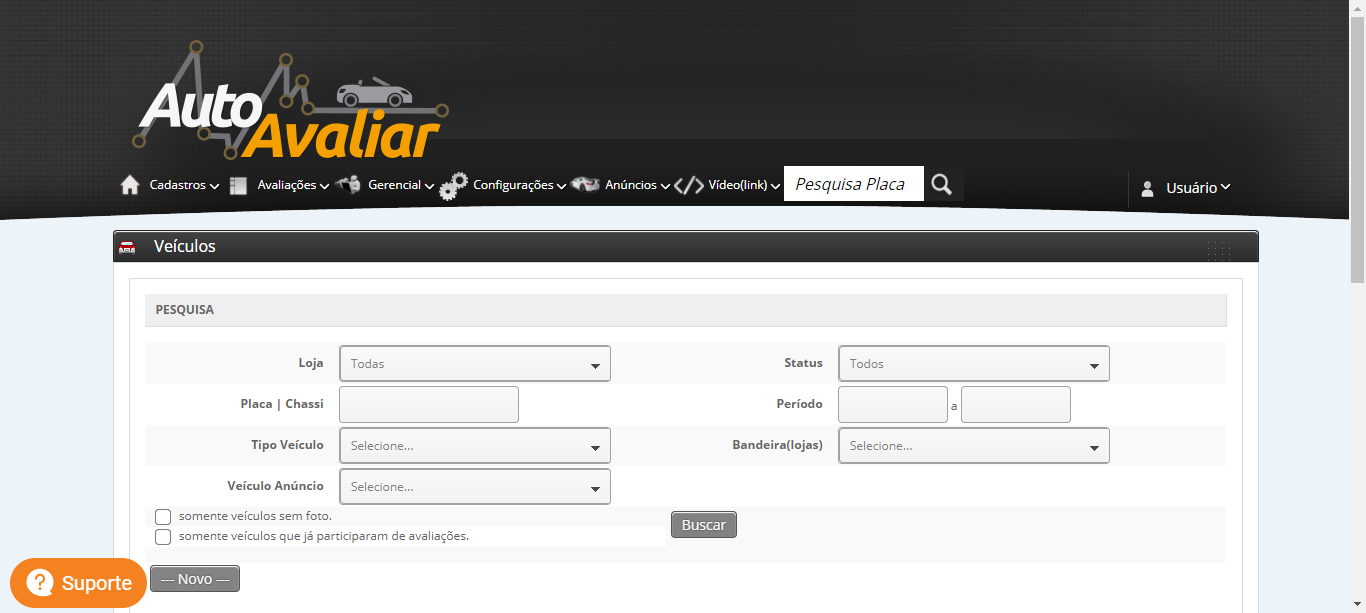 Auto
Avaliar
Cadastros Avaliações Gerencial Configurações Anúncios Vídeo(link) Pesquisa Placa Usuário
Veículos
PESQUISA
Loja Todas Status Todos
Placa | Chassi Período a
Tipo Veículo Selecione... Bandeira(lojas) Selecione...
Veículo Anúncio Selecione...
somente veículos sem foto.
Buscar
somente veículos que já participaram de avaliações.
? Suporte
--- Novo ---